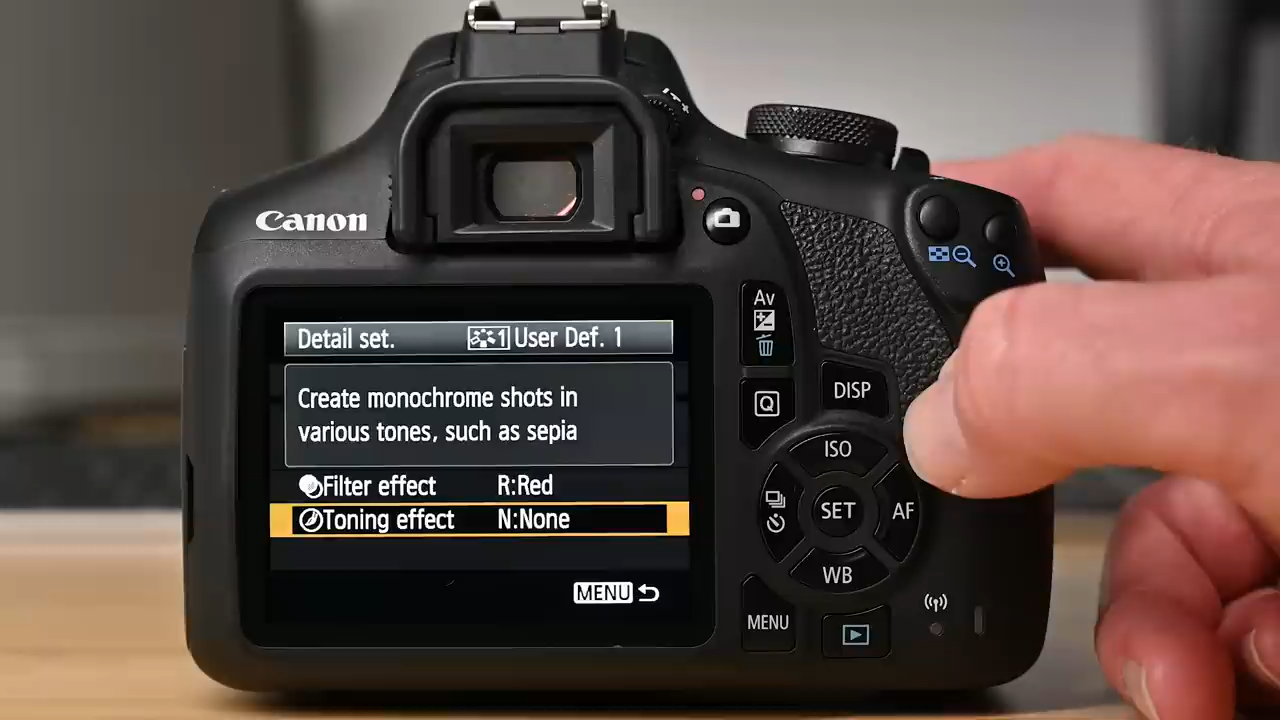 Canon
Detail set. 1 User Def. 1
Create monochrome shots in
various tones, such as sepia
Filter effect R:Red
Toning effect N:None
MENU
Av
Q
DISP
ISO
SET
AF
WB
MENU